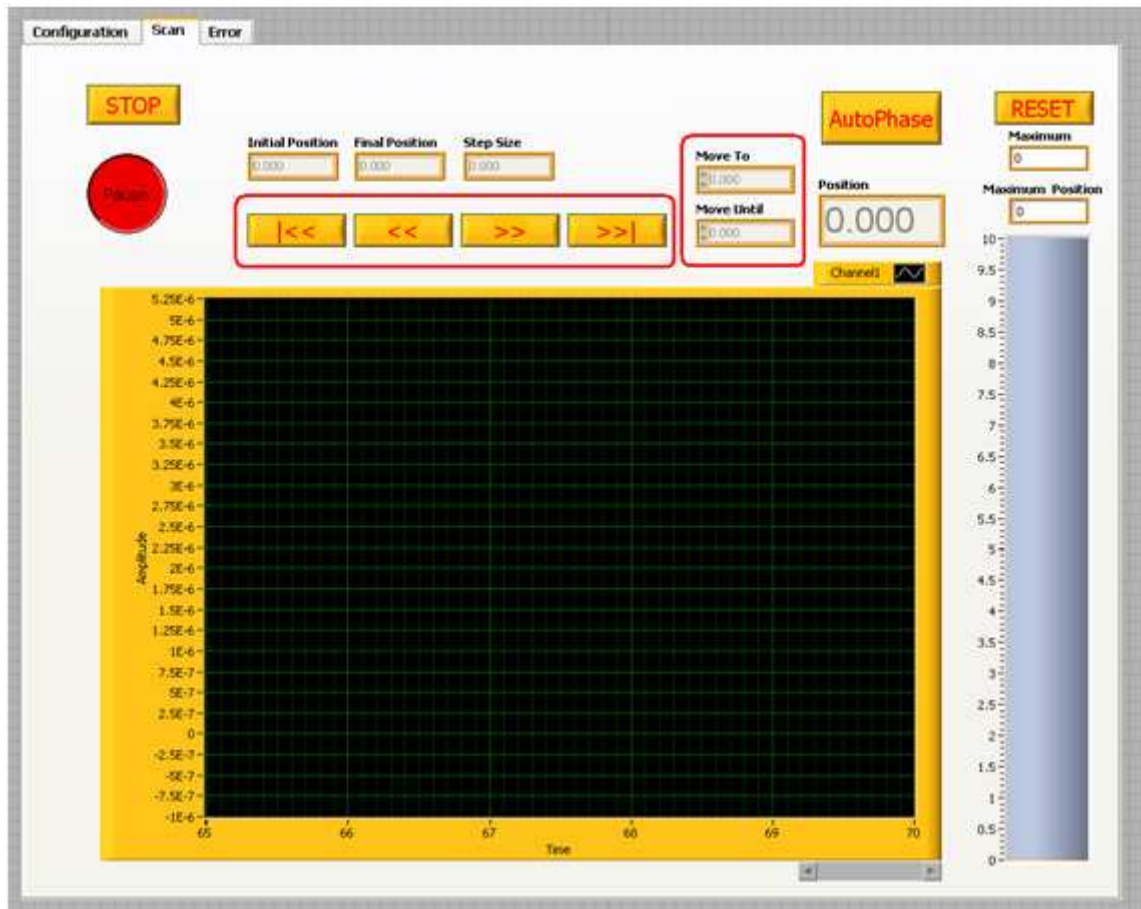 Configuration Scan Error
STOP
AutoPhase
RESET
Maximum
0
Initial Position Final Position Step Size
0.000 0.000 0.000
Pause
Move To
0.000
Move Until
0.000
Position
0.000
Maximum Position
0
|<< << >> >>|
Channel1
5.25E-6
5E-6
4.75E-6
4.5E-6
4.25E-6
4E-6
3.75E-6
3.5E-6
3.25E-6
3E-6
2.75E-6
2.5E-6
2.25E-6
2E-6
1.75E-6
1.5E-6
1.25E-6
1E-6
7.5E-7
5E-7
2.5E-7
0
-2.5E-7
-5E-7
-7.5E-7
-1E-6
Amplitude
65 66 67 68 69 70
Time
10
9.5
9
8.5
8
7.5
7
6.5
6
5.5
5
4.5
4
3.5
3
2.5
2
1.5
1
0.5
0